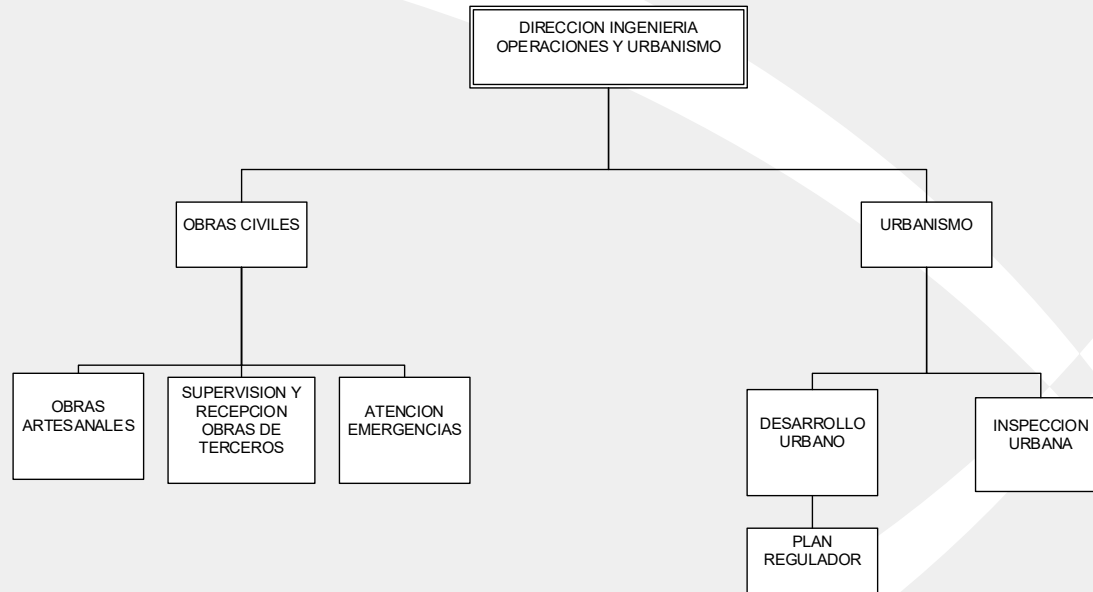 DIRECCION INGENIERIA
OPERACIONES Y URBANISMO
OBRAS CIVILES
URBANISMO
OBRAS
ARTESANALES
SUPERVISION Y
RECEPCION
OBRAS DE
TERCEROS
ATENCION
EMERGENCIAS
DESARROLLO
URBANO
INSPECCION
URBANA
PLAN
REGULADOR